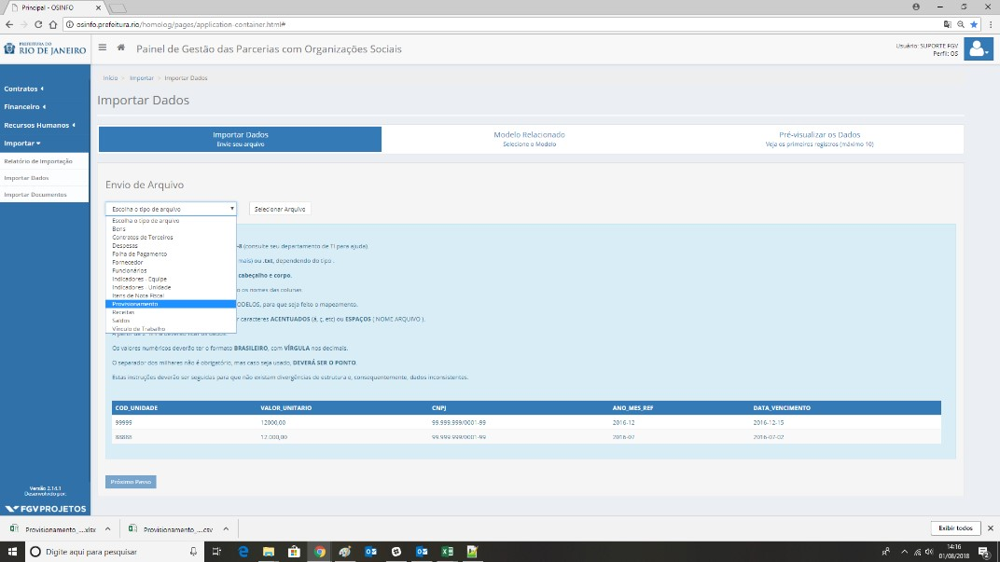 Principal - OSINFO
osinfo.prefeitura.rio/homolog/pages/application-container.html#
PREFEITURA DO
RIO DE JANEIRO
Painel de Gestão das Parcerias com Organizações Sociais
Usuário: SUPORTE FGV
Perfil: OS
Contratos
Financeiro
Recursos Humanos
Importar
Relatório de Importação
Importar Dados
Importar Documentos
Início > Importar > Importar Dados
Importar Dados
Importar Dados
Envie seu arquivo
Modelo Relacionado
Selecione o Modelo
Pré-visualizar os Dados
Veja os primeiros registros (máximo 10)
Envio de Arquivo
Escolha o tipo de arquivo
Selecionar Arquivo
Escolha o tipo de arquivo
Bens
Contratos de Terceiros
Despesas
Folha de Pagamento
Fornecedor
Funcionários
Indicadores - Equipe
Indicadores - Unidade
Itens de Nota Fiscal
Provisionamento
Receitas
Saldos
Vínculo de Trabalho
-8 (consulte seu departamento de TI para ajuda)
mais) ou .txt, dependendo do tipo .
cabeçalho e corpo.
o os nomes das colunas
ODELOS, para que seja feito o mapeamento.
r caracteres ACENTUADOS (á, ç, etc) ou ESPAÇOS ( NOME ARQUIVO ).
Os valores numéricos deverão ter o formato BRASILEIRO, com VÍRGULA nos decimais.
O separador dos milhares não é obrigatório, mas caso seja usado, DEVERÁ SER O PONTO
Estas instruções deverão ser seguidas para que não existam divergências de estrutura e, consequentemente, dados inconsistentes.
COD_UNIDADE VALOR_UNITARIO CNPJ ANO_MES_REF DATA_VENCIMENTO
99999 12000,00 99.999.999/0001-99 2016-12 2016-12-15
88888 12.000,00 99.999.999/0001-99 2016-07 2016-07-02
Próximo Passo
Versão 2.14.1
Desenvolvido por:
FGV PROJETOS
Provisionamento_....xlsx
Provisionamento_....csv
Exibir todos
Digite aqui para pesquisar
14:16
01/08/2018